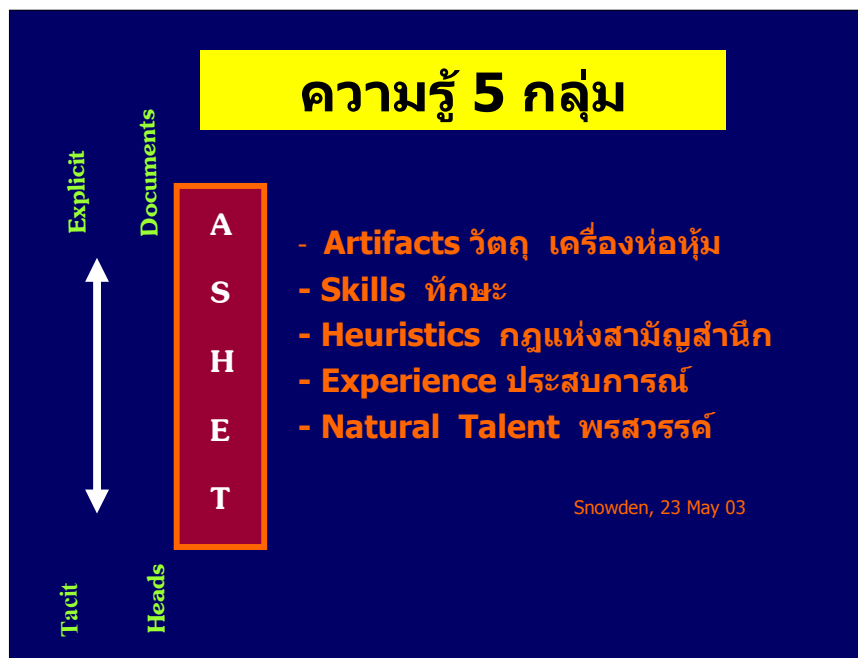 ความรู้ 5 กลุ่ม
Explicit
Documents
A
S
H
E
T
- Artifacts วัตถุ เครื่องห่อหุ้ม
- Skills ทักษะ
- Heuristics กฎแห่งสามัญสำนึก
- Experience ประสบการณ์
- Natural Talent พรสวรรค์
Snowden, 23 May 03
Tacit
Heads